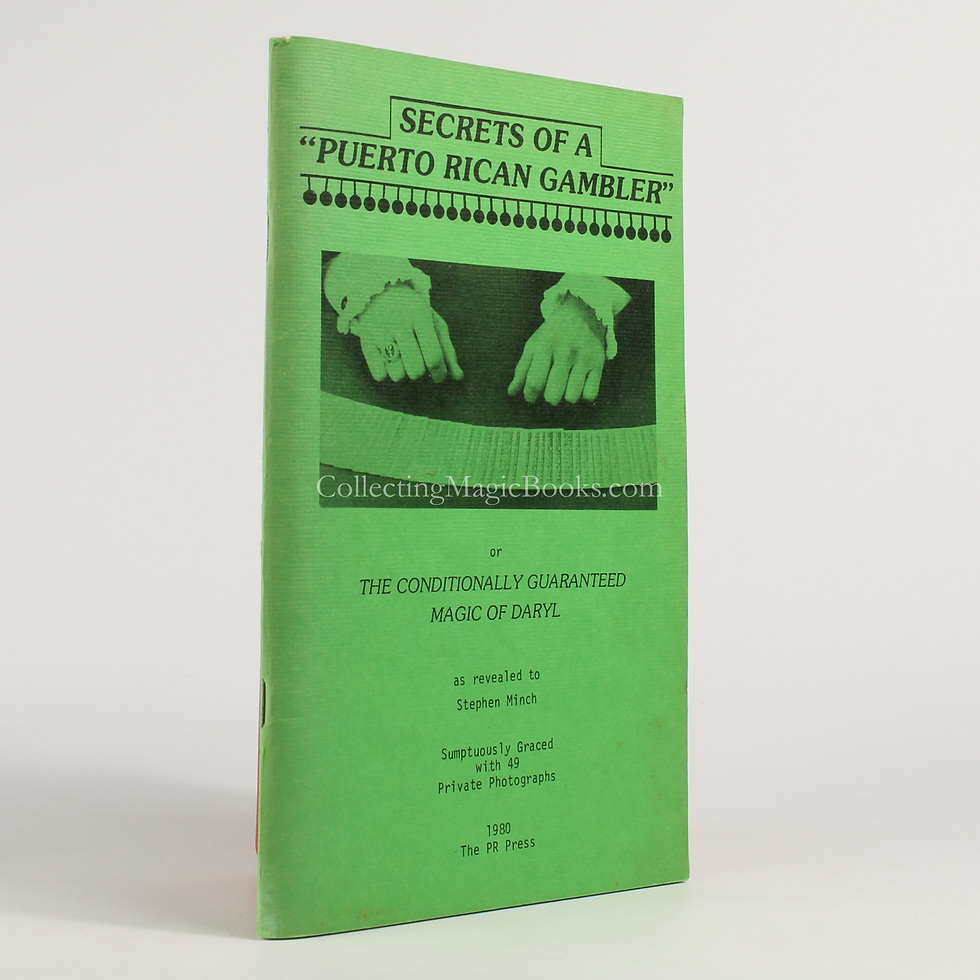 SECRETS OF A
“PUERTO RICAN GAMBLER”
CollectingMagicBooks.com
or
THE CONDITIONALLY GUARANTEED
MAGIC OF DARYL
as revealed to
Stephen Minch
Sumptuously Graced
with 49
Private Photographs
1980
The PR Press